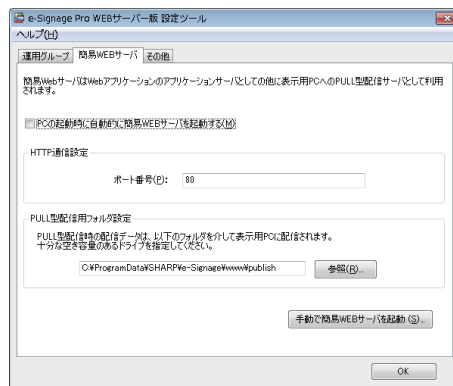 e-Signage Pro WEBサーバー版 設定ツール
ヘルプ(H)
運用グループ 簡易WEBサーバ その他
簡易WebサーバはWebアプリケーションのアプリケーションサーバとしての他に表示用PCへのPULL型配信サーバとして利用
されます。
PCの起動時に自動的に簡易WEBサーバを起動する(M)
HTTP通信設定
ポート番号(P): 80
PULL型配信用フォルダ設定
PULL型配信時の配信データは、以下のフォルダを介して表示用PCに配信されます。
十分な空き容量のあるドライブを指定してください。
C:¥ProgramData¥SHARP¥e-Signage¥www¥publish 参照(R)...
手動で簡易WEBサーバを起動 (S)...
OK